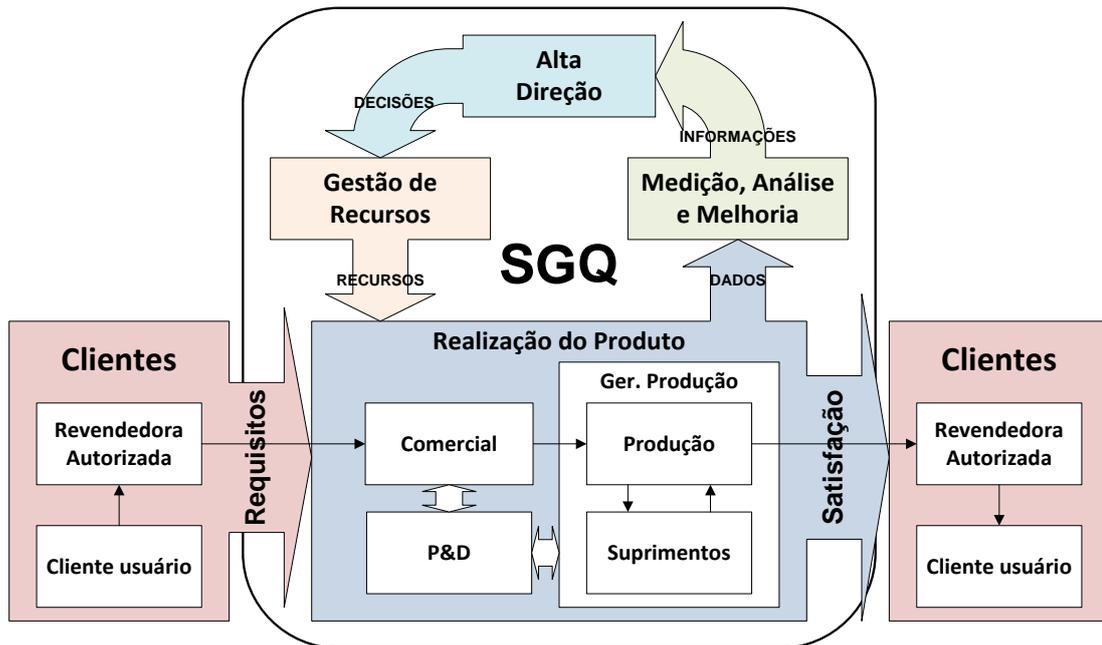 Alta
Direção
DECISÕES
INFORMAÇÕES
Gestão de
Recursos
Medição, Análise
e Melhoria
SGQ
RECURSOS
DADOS
Clientes
Revendedora
Autorizada
Cliente usuário
Requisitos
Realização do Produto
Ger. Produção
Comercial
Produção
P&D
Suprimentos
Satisfação
Clientes
Revendedora
Autorizada
Cliente usuário